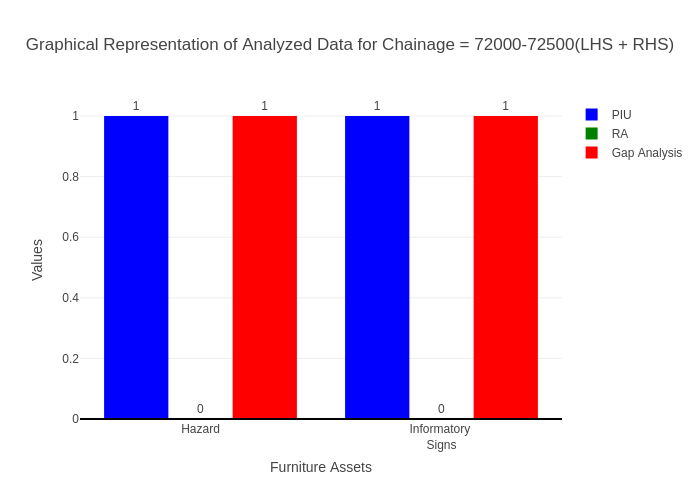 Graphical Representation of Analyzed Data for Chainage = 72000-72500(LHS + RHS)
1
1
1
1
0
0
1
0.8
0.6
0.4
0.2
0
Values
Hazard
Informatory
Signs
Furniture Assets
PIU
RA
Gap Analysis